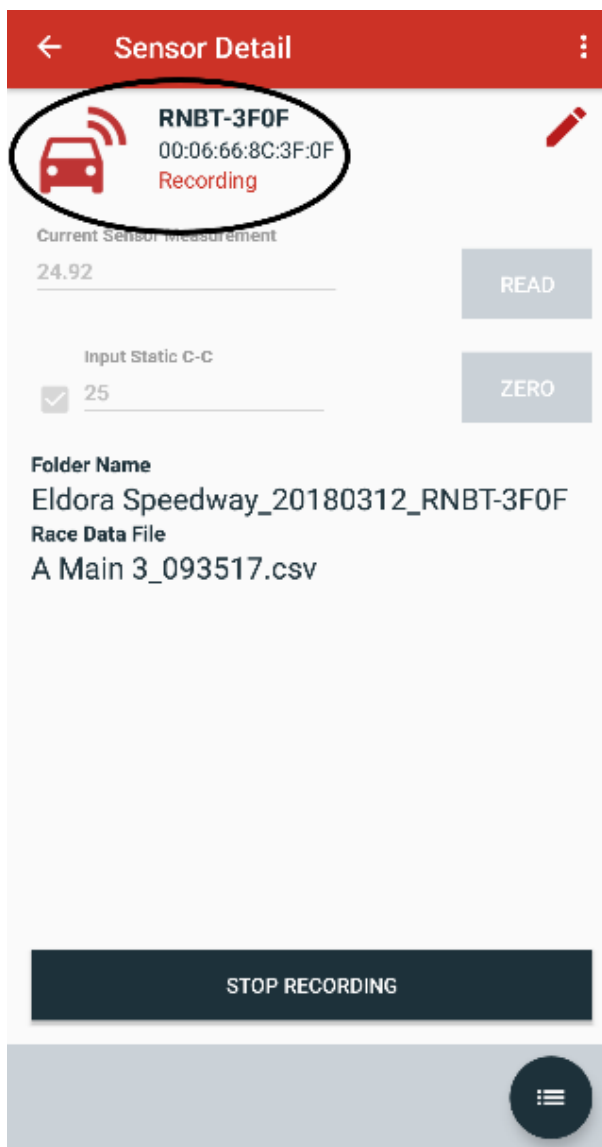 Sensor Detail
RNBT-3F0F
00:06:66:8C:3F:0F
Recording
Current Sensor Measurement
24.92
READ
Input Static C-C
25
ZERO
Folder Name
Eldora Speedway_20180312_RNBT-3F0F
Race Data File
A Main 3_093517.csv
STOP RECORDING